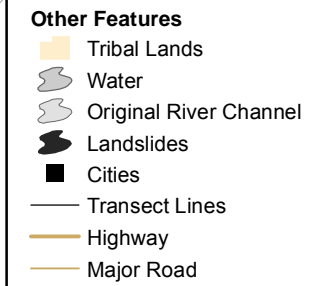 Other Features
Tribal Lands
Water
Original River Channel
Landslides
Cities
Transect Lines
Highway
Major Road